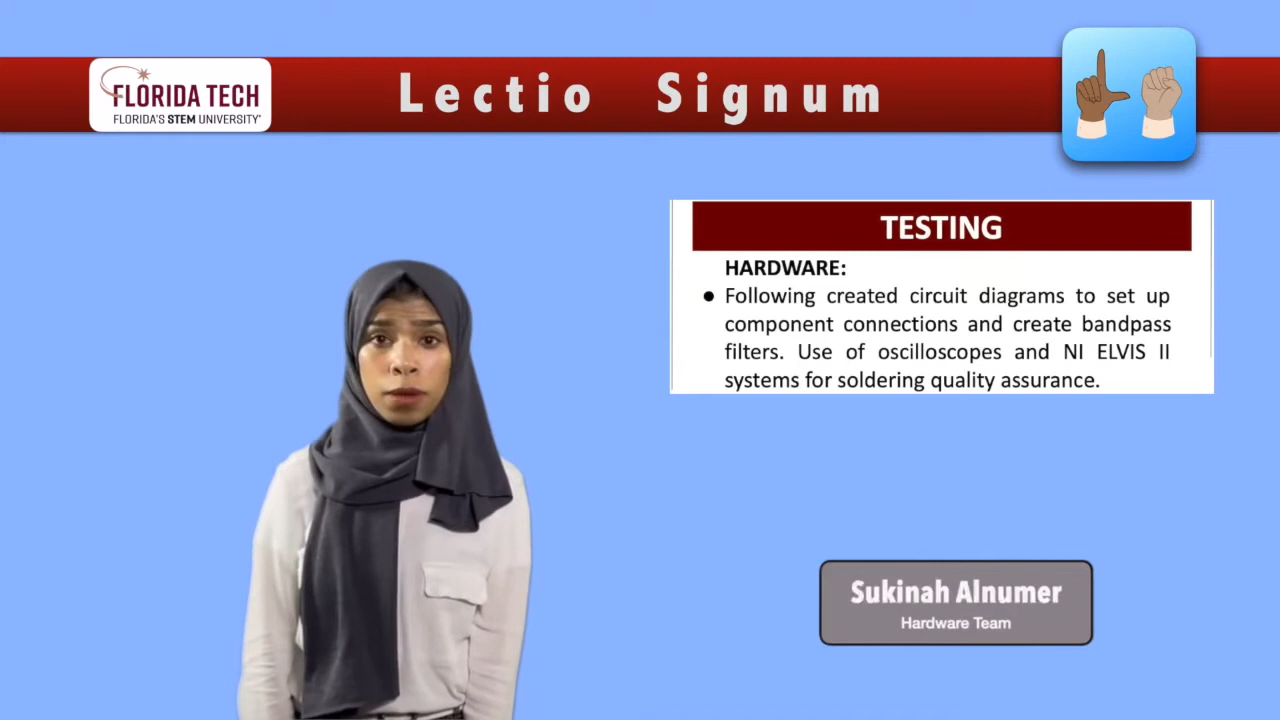 FLORIDA TECH
FLORIDA'S STEM UNIVERSITY®
Lectio Signum
TESTING
HARDWARE:
● Following created circuit diagrams to set up
component connections and create bandpass
filters. Use of oscilloscopes and NI ELVIS II
systems for soldering quality assurance.
Sukinah Alnumer
Hardware Team